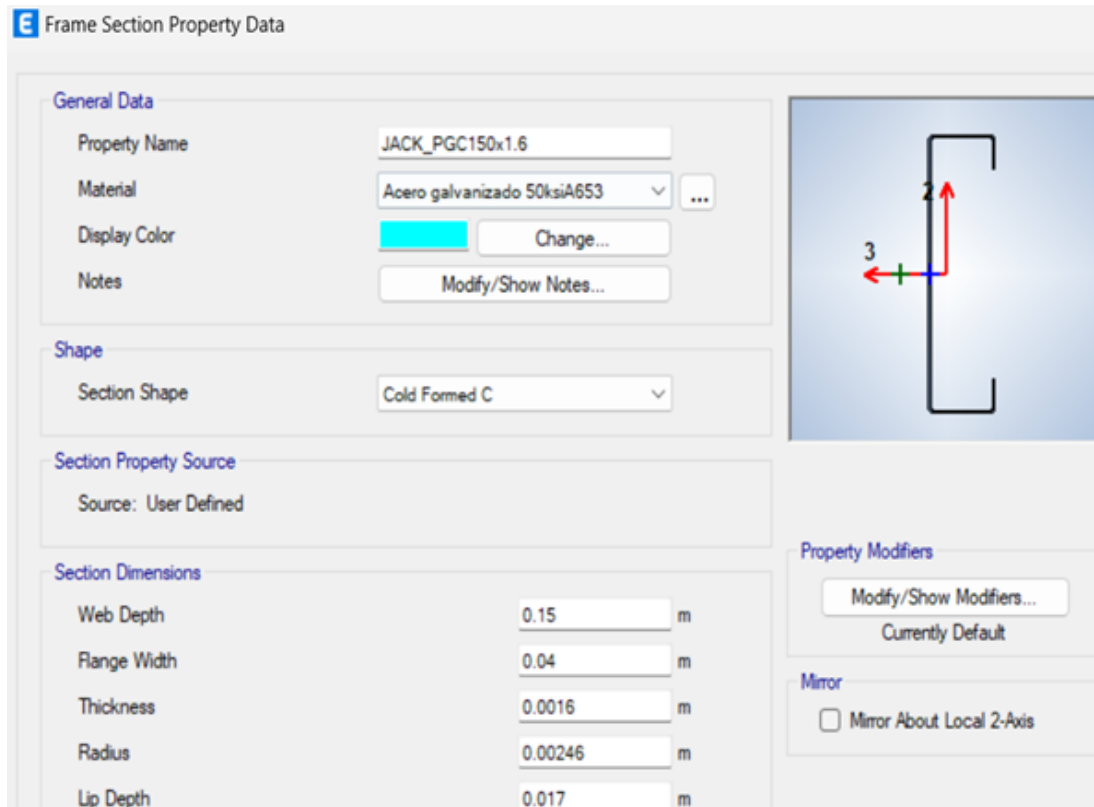 E Frame Section Property Data
General Data
Property Name JACK_PGC150x1.6
Material Acero galvanizado 50ksiA653 ...
Display Color Change...
Notes Modify/Show Notes...
2
3
Shape
Section Shape Cold Formed C
Section Property Source
Source: User Defined
Property Modifiers
Modify/Show Modifiers...
Currently Default
Section Dimensions
Web Depth 0.15 m
Flange Width 0.04 m
Thickness 0.0016 m
Radius 0.00246 m
Lip Depth 0.017 m
Mirror
Mirror About Local 2-Axis